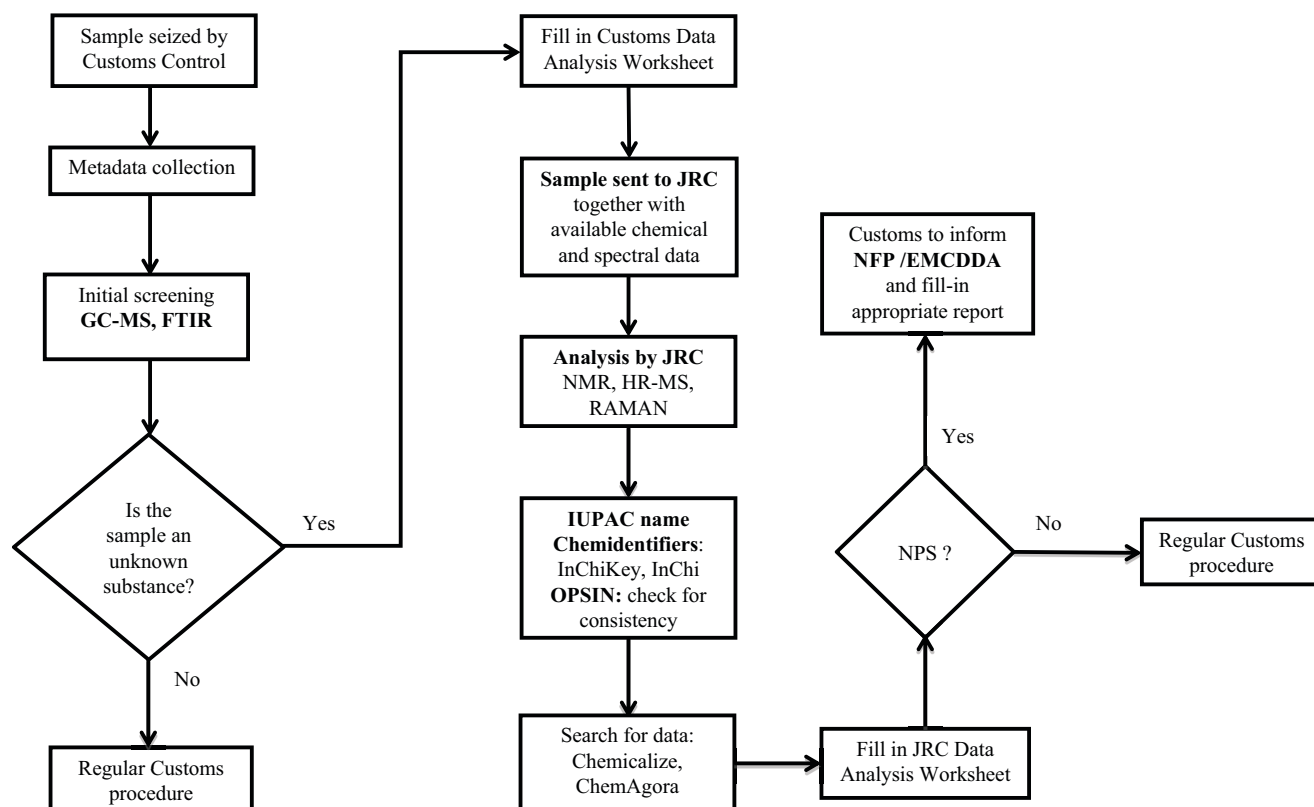 Sample seized by
Customs Control
Metadata collection
Initial screening
GC-MS, FTIR
Is the
sample an
unknown
substance?
Yes
No
Regular Customs
procedure
Fill in Customs Data
Analysis Worksheet
Sample sent to JRC
together with
available chemical
and spectral data
Analysis by JRC
NMR, HR-MS,
RAMAN
IUPAC name
Chemidentifiers:
InChiKey, InChi
OPSIN: check for
consistency
Search for data:
Chemicalize,
ChemAgora
Fill in JRC Data
Analysis Worksheet
NPS ?
Yes
No
Customs to inform
NFP /EMCDDA
and fill-in
appropriate report
Regular Customs
procedure